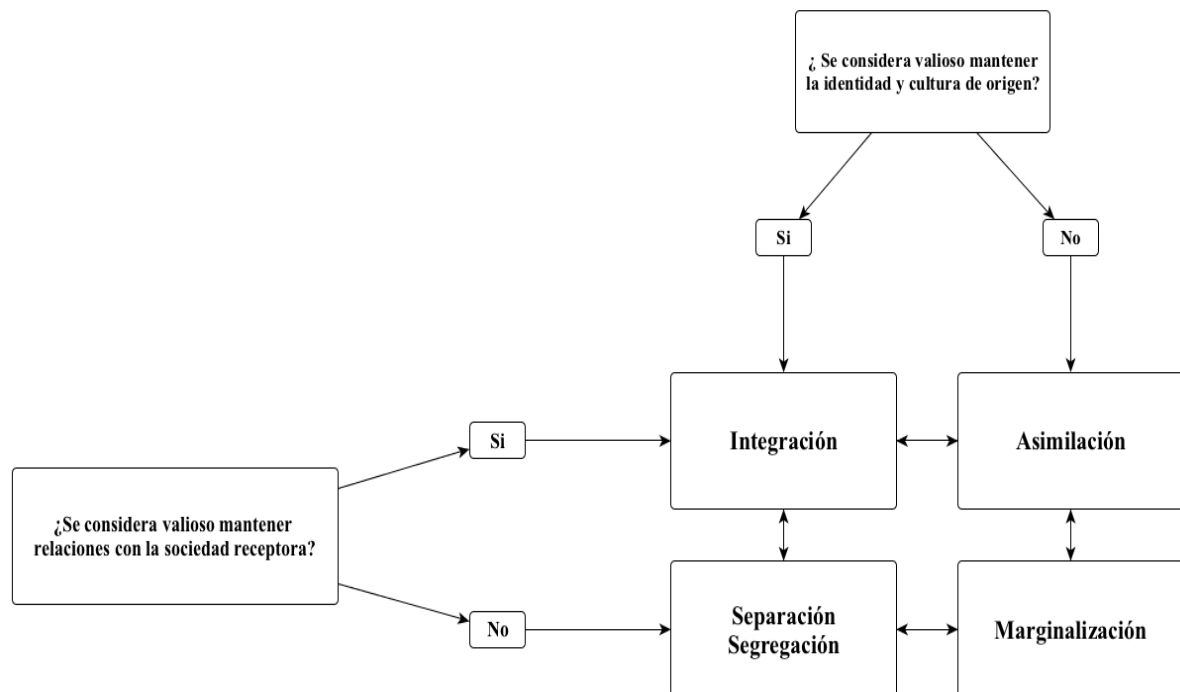 ¿ Se considera valioso mantener
la identidad y cultura de origen?
Si
No
Si
Integración
Asimilación
¿Se considera valioso mantener
relaciones con la sociedad receptora?
No
Separación
Segregación
Marginalización